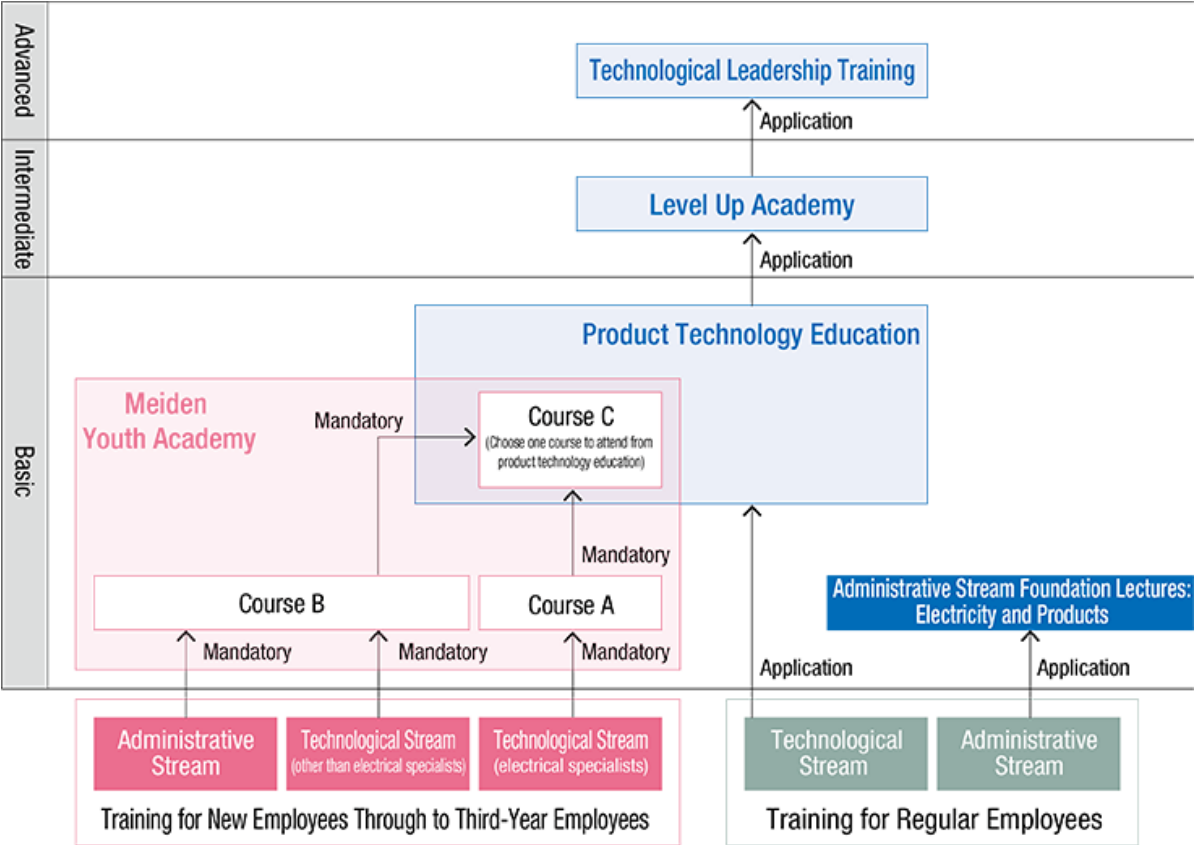 Advanced
Technological Leadership Training
Application
Intermediate
Level Up Academy
Application
Basic
Product Technology Education
Meiden
Youth Academy
Mandatory
Course C
(Choose one course to attend from
product technology education)
Mandatory
Course B
Course A
Administrative Stream Foundation Lectures:
Electricity and Products
Mandatory
Mandatory
Mandatory
Application
Application
Administrative
Stream
Technological Stream
(other than electrical specialists)
Technological Stream
(electrical specialists)
Technological
Stream
Administrative
Stream
Training for New Employees Through to Third-Year Employees
Training for Regular Employees